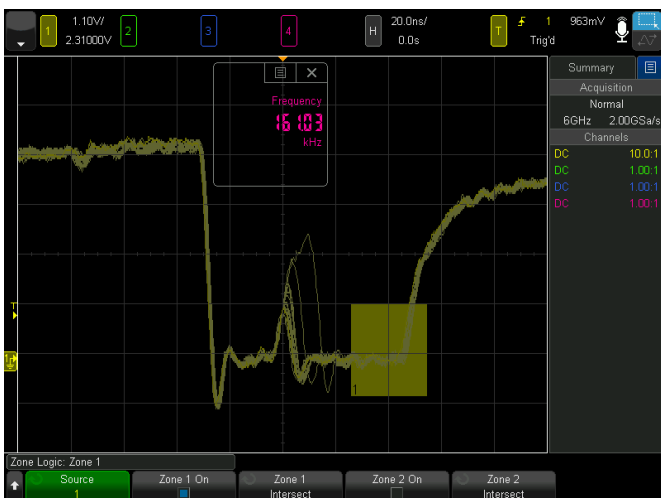 1 1.10V/ 2.31000V 2 3 4 H 20.0ns/ 0.0s T 1 963mV Trig'd
Summary
Acquisition
Normal
6GHz 2.00GSa/s
Channels
DC 10.0:1
DC 1.00:1
DC 1.00:1
DC 1.00:1
Frequency
161.03
kHz
T
1
1
Zone Logic: Zone 1
Source
1
Zone 1 On
Zone 1
Intersect
Zone 2 On
Zone 2
Intersect